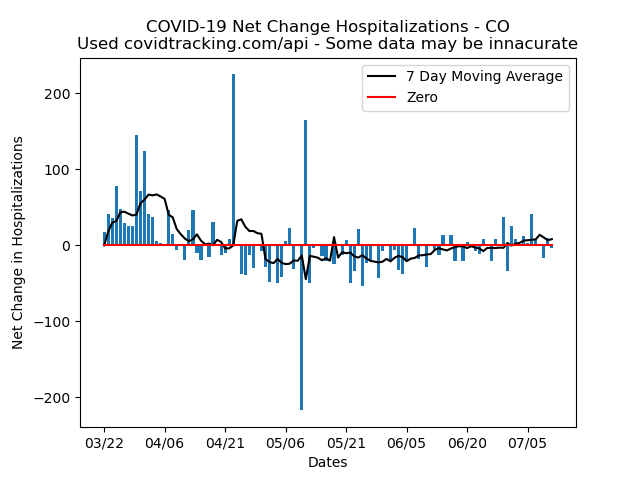 COVID-19 Net Change Hospitalizations - CO
Used covidtracking.com/api - Some data may be innacurate
7 Day Moving Average
Zero
Net Change in Hospitalizations
200
100
0
−100
−200
03/22 04/06 04/21 05/06 05/21 06/05 06/20 07/05
Dates